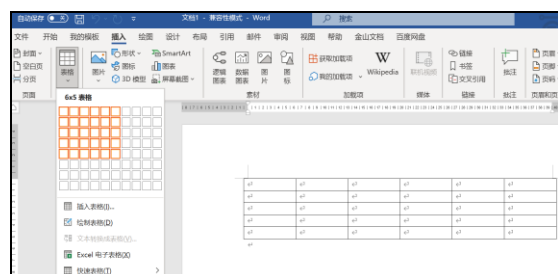 自动保存 文档1 - 兼容性模式 - Word 搜索
文件 开始 我的模板 插入 绘图 设计 布局 引用 邮件 审阅 视图 帮助 金山文档 百度网盘
封面
空白页
分页
页面
表格
图片
形状
图标
3D 模型
SmartArt
图表
屏幕截图
逻辑图表
数据图表
图片
图标
素材
获取加载项
我的加载项
Wikipedia
加载项
联机视频
媒体
链接
书签
交叉引用
链接
批注
批注
页眉
页脚
页码
6x5 表格
插入表格(I)...
绘制表格(D)
文本转换成表格(V)...
Excel 电子表格(X)
快速表格(T)